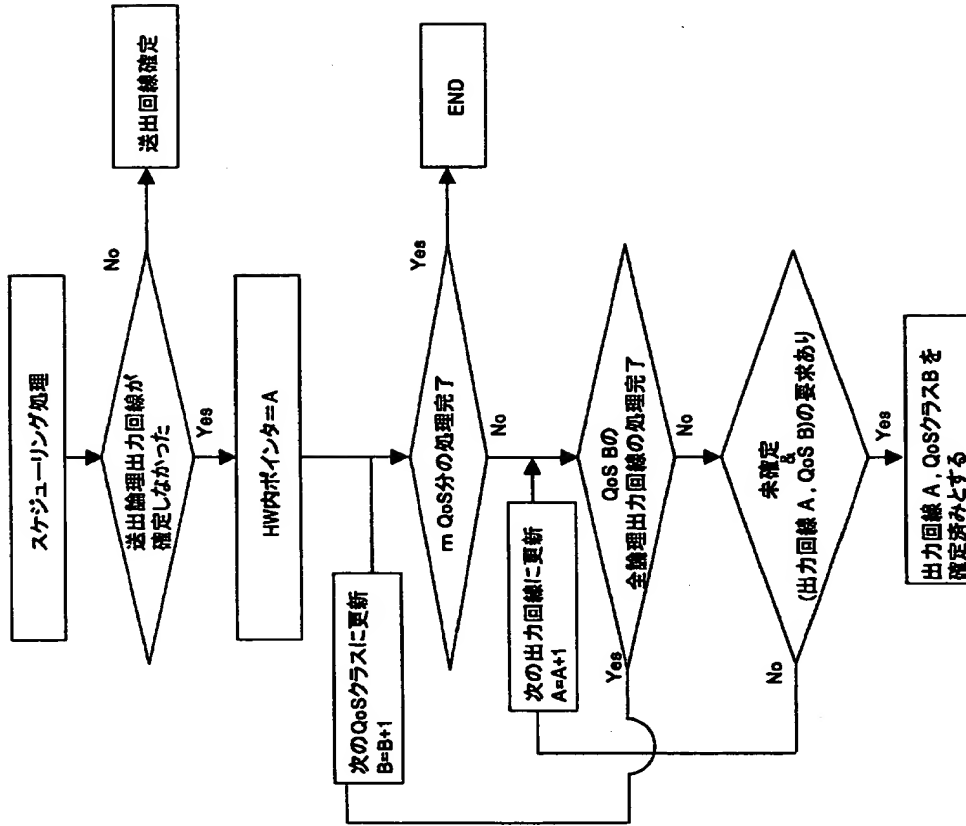 スケジューリング処理
送出論理出力回線が
確定しなかった
No
送出回線確定
Yes
HW内ポインタ=A
次のQoSクラスに更新
B=B+1
m QoS分の処理完了
Yes
END
No
次の出力回線に更新
A=A+1
QoS Bの
全論理出力回線の処理完了
Yes
No
未確定
&
(出力回線 A, QoS B)の要求あり
No
Yes
出力回線 A, QoSクラスB を
確定済みとする